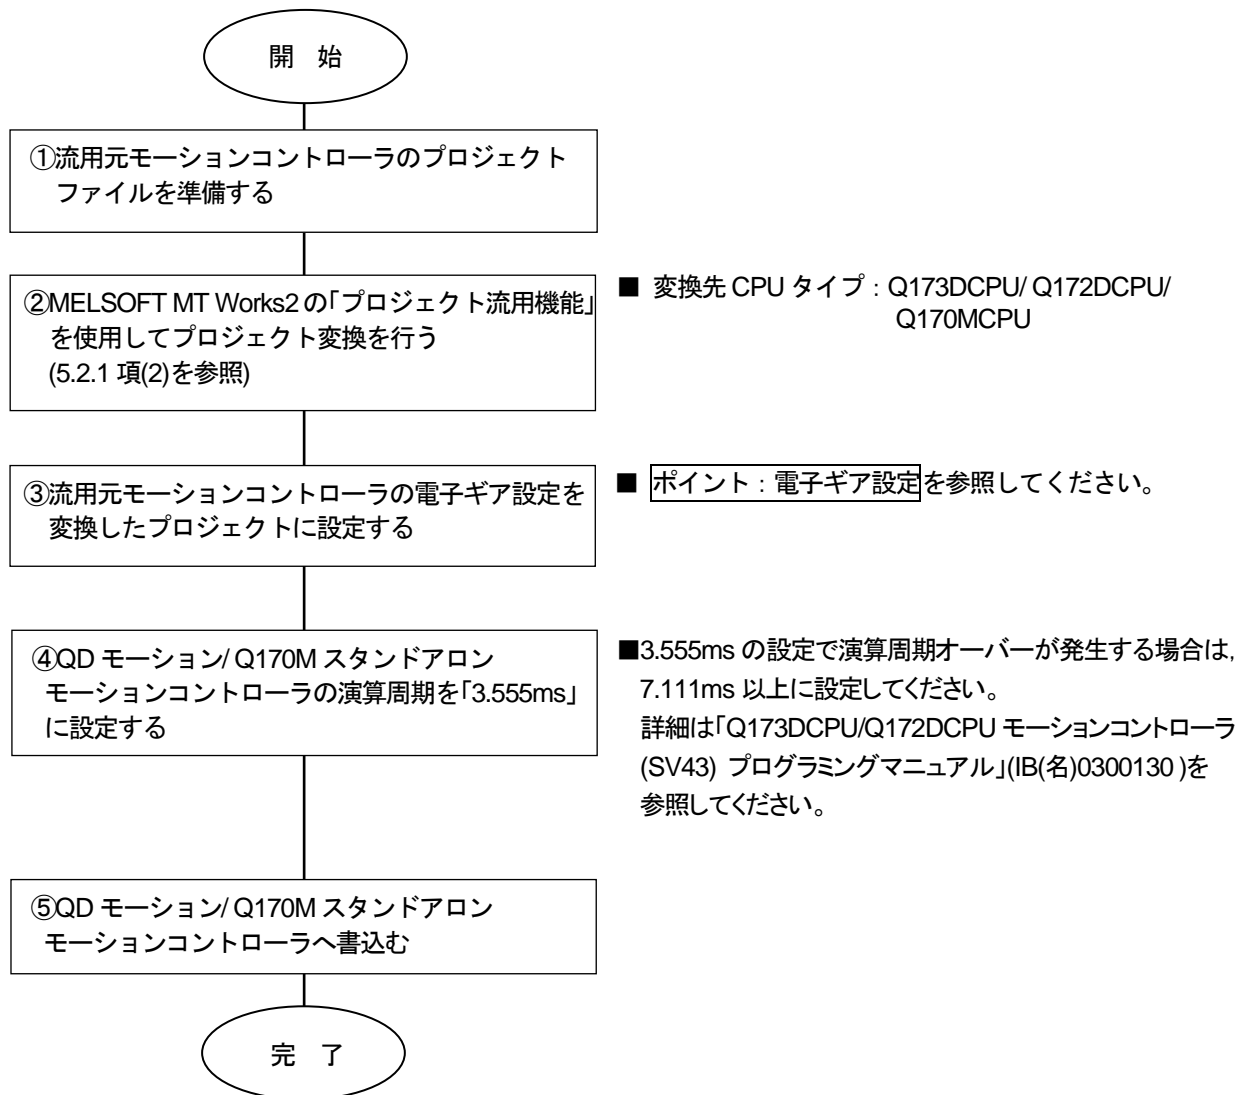 開 始
①流用元モーションコントローラのプロジェクト
ファイルを準備する
②MELSOFT MT Works2 の「プロジェクト流用機能」
を使用してプロジェクト変換を行う
(5.2.1 項(2)を参照)
■ 変換先 CPU タイプ：Q173DCPU/ Q172DCPU/
Q170MCPU
③流用元モーションコントローラの電子ギア設定を
変換したプロジェクトに設定する
■ ポイント：電子ギア設定を参照してください。
④QD モーション/ Q170M スタンドアロン
モーションコントローラの演算周期を「3.555ms」
に設定する
■3.555ms の設定で演算周期オーバーが発生する場合は,
7.111ms 以上に設定してください。
詳細は「Q173DCPU/Q172DCPU モーションコントローラ
(SV43) プログラミングマニュアル」(IB(名)0300130 )を
参照してください。
⑤QD モーション/ Q170M スタンドアロン
モーションコントローラへ書込む
完 了